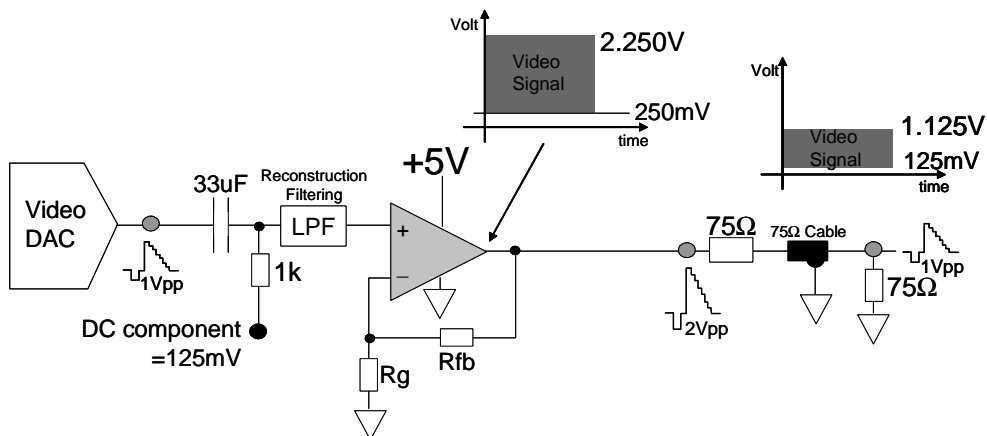 Volt
2.250V
Video
Signal
250mV
time
Volt
Video
Signal
1.125V
125mV
time
+5V
Reconstruction
Filtering
33uF
Video
DAC
LPF
+
−
1Vpp
1k
DC component
=125mV
Rg
Rfb
75Ω
75Ω Cable
2Vpp
1Vpp
75Ω